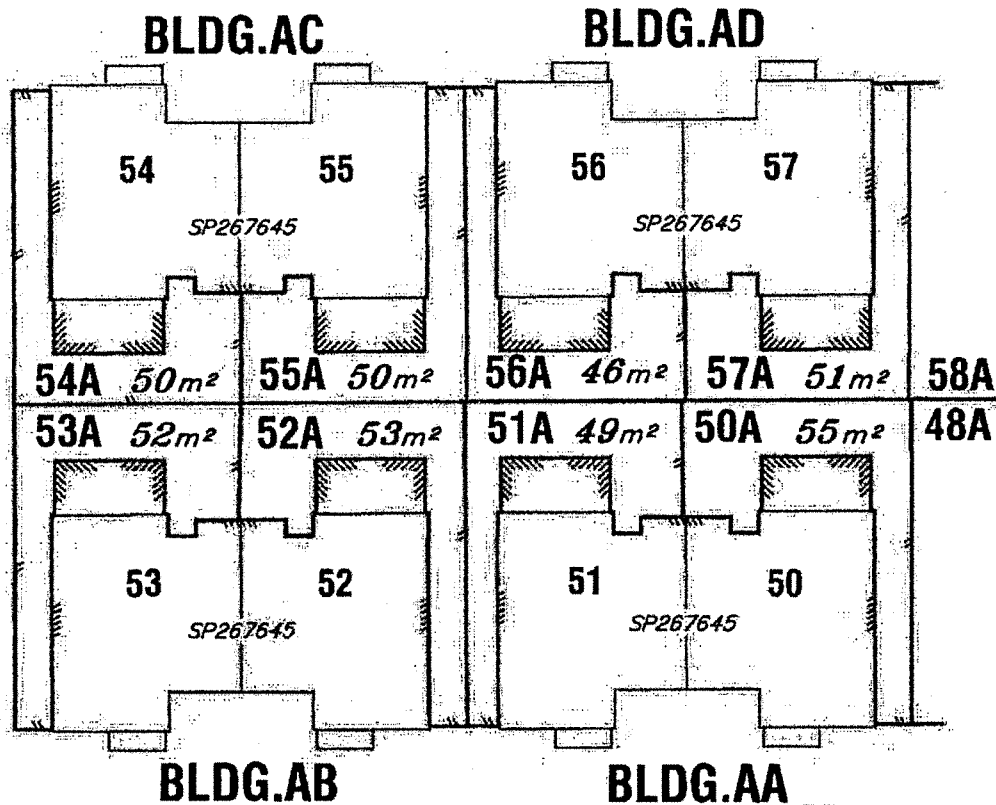 BLDG.AC BLDG.AD
54 55 56 57
SP267645 SP267645
54A 50m² 55A 50m² 56A 46m² 57A 51m² 58A
53A 52m² 52A 53m² 51A 49m² 50A 55m² 48A
53 52 51 50
SP267645 SP267645
BLDG.AB BLDG.AA